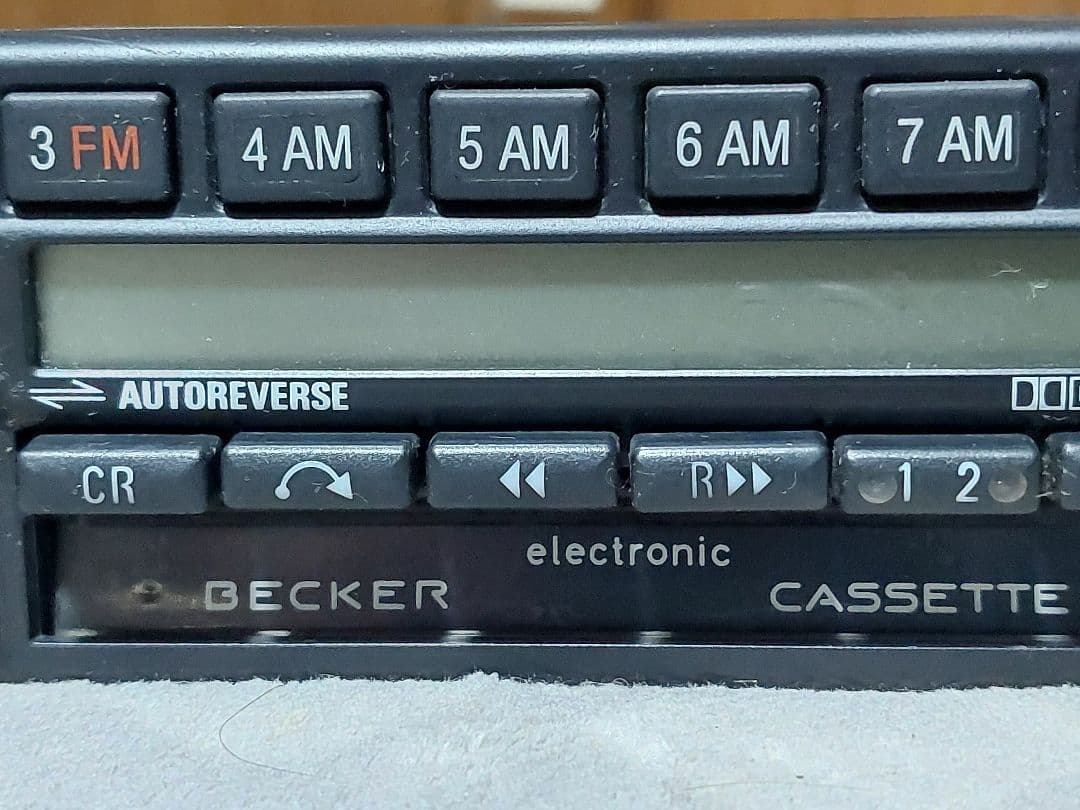 3 FM 4 AM 5 AM 6 AM 7 AM
AUTOREVERSE
CR R 1 2
electronic
BECKER CASSETTE